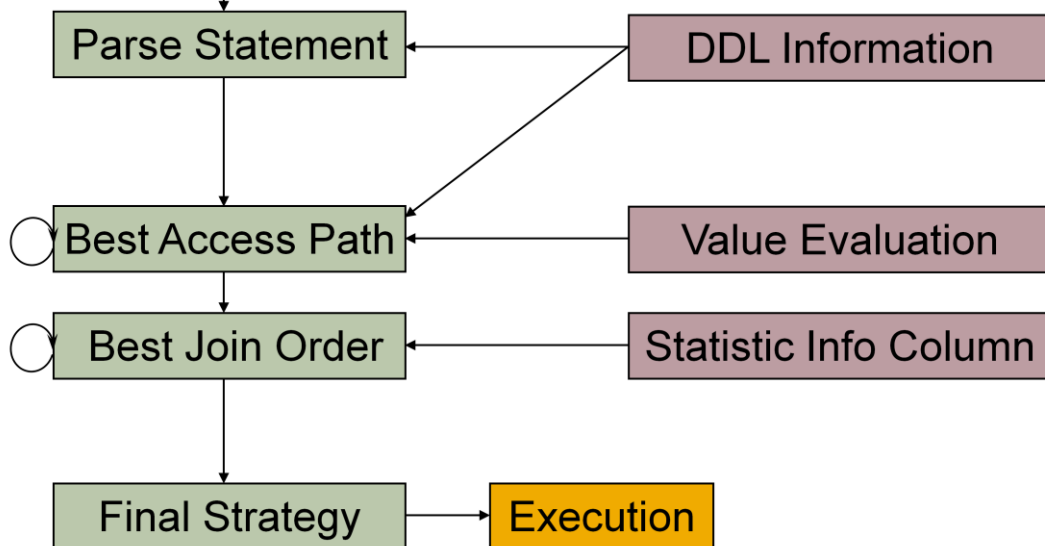 Parse Statement
DDL Information
Best Access Path
Value Evaluation
Best Join Order
Statistic Info Column
Final Strategy
Execution